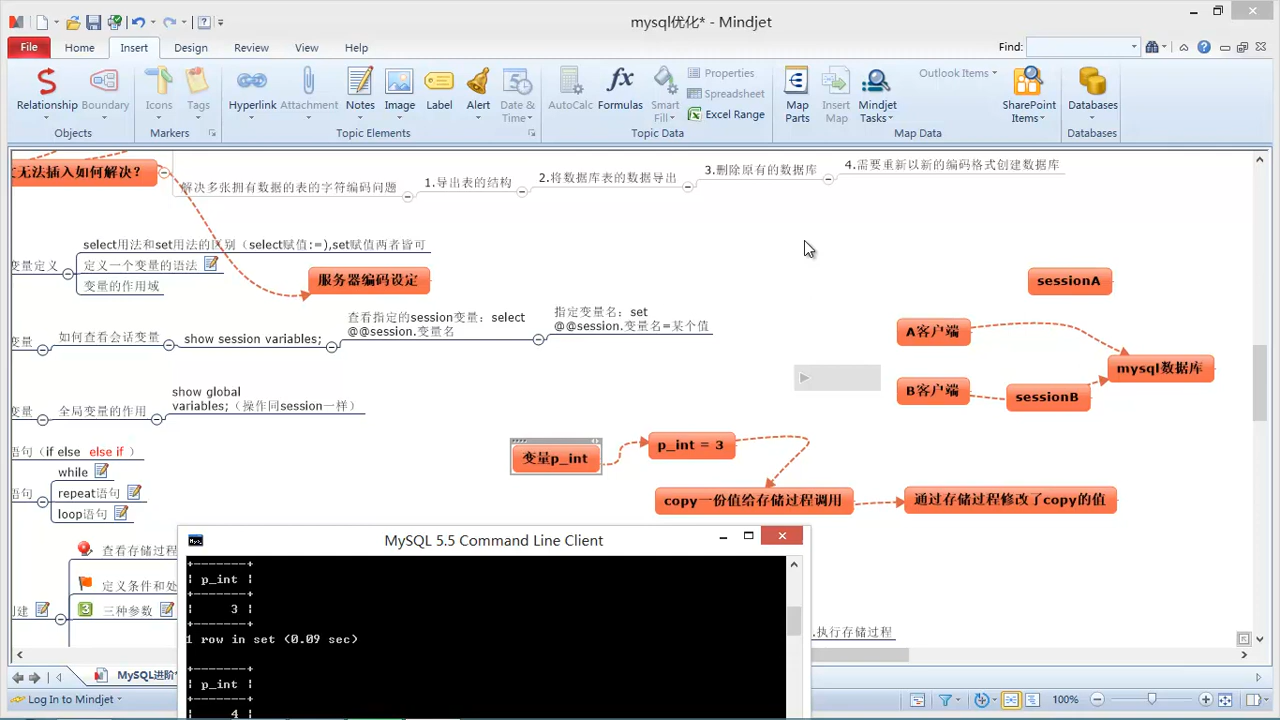 mysql优化* - Mindjet
File Home Insert Design Review View Help Find:
Relationship Boundary Icons Tags Hyperlink Attachment Notes Image Label Alert Date & Time AutoCalc Formulas Smart Fill Properties Spreadsheet Excel Range Map Parts Insert Map Mindjet Tasks Outlook Items SharePoint Items Databases
Objects Markers Topic Elements Topic Data Map Data Databases
无法插入如何解决?
解决多张拥有数据的表的字符编码问题
1.导出表的结构
2.将数据库表的数据导出
3.删除原有的数据库
4.需要重新以新的编码格式创建数据库
select用法和set用法的区别（select赋值:=),set赋值两者皆可
变量定义
定义一个变量的语法
变量的作用域
服务器编码设定
sessionA
变量
如何查看会话变量
show session variables;
查看指定的session变量：select
@@session.变量名
指定变量名：set
@@session.变量名=某个值
A客户端
mysql数据库
B客户端
sessionB
变量
全局变量的作用
show global
variables;（操作同session一样）
变量p_int
p_int = 3
copy一份值给存储过程调用
通过存储过程修改了copy的值
语句（if else else if ）
while
语句
repeat语句
loop语句
查看存储过程
定义条件和处
建
3 三种参数
.执行存储过程
MySQL 5.5 Command Line Client
+--------+
| p_int |
+--------+
| 3 |
+--------+
1 row in set (0.09 sec)
+--------+
| p_int |
+--------+
| 4
MySQL进阶
Log In to Mindjet
100%